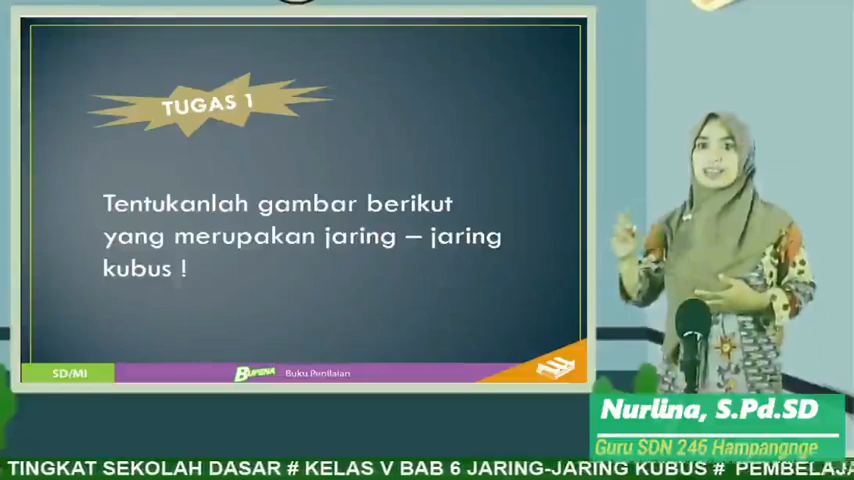 TUGAS 1
Tentukanlah gambar berikut
yang merupakan jaring – jaring
kubus !
SD/MI
BUPENA
Buku Penilaian
Nurlina, S.Pd.SD
Guru SDN 246 Hampangnge
TINGKAT SEKOLAH DASAR # KELAS V BAB 6 JARING-JARING KUBUS # PEMBELAJA